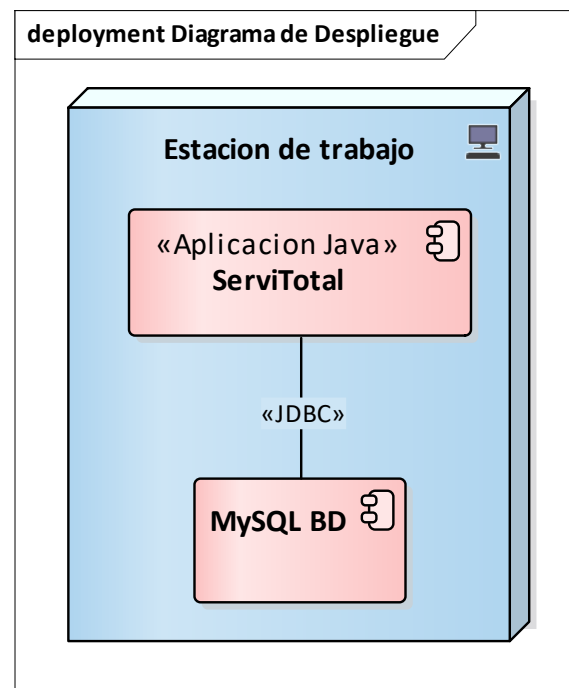 deployment Diagrama de Despliegue
Estacion de trabajo
«Aplicacion Java»
ServiTotal
«JDBC»
MySQL BD